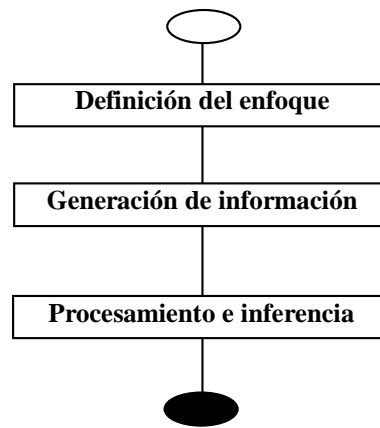 Definición del enfoque
Generación de información
Procesamiento e inferencia